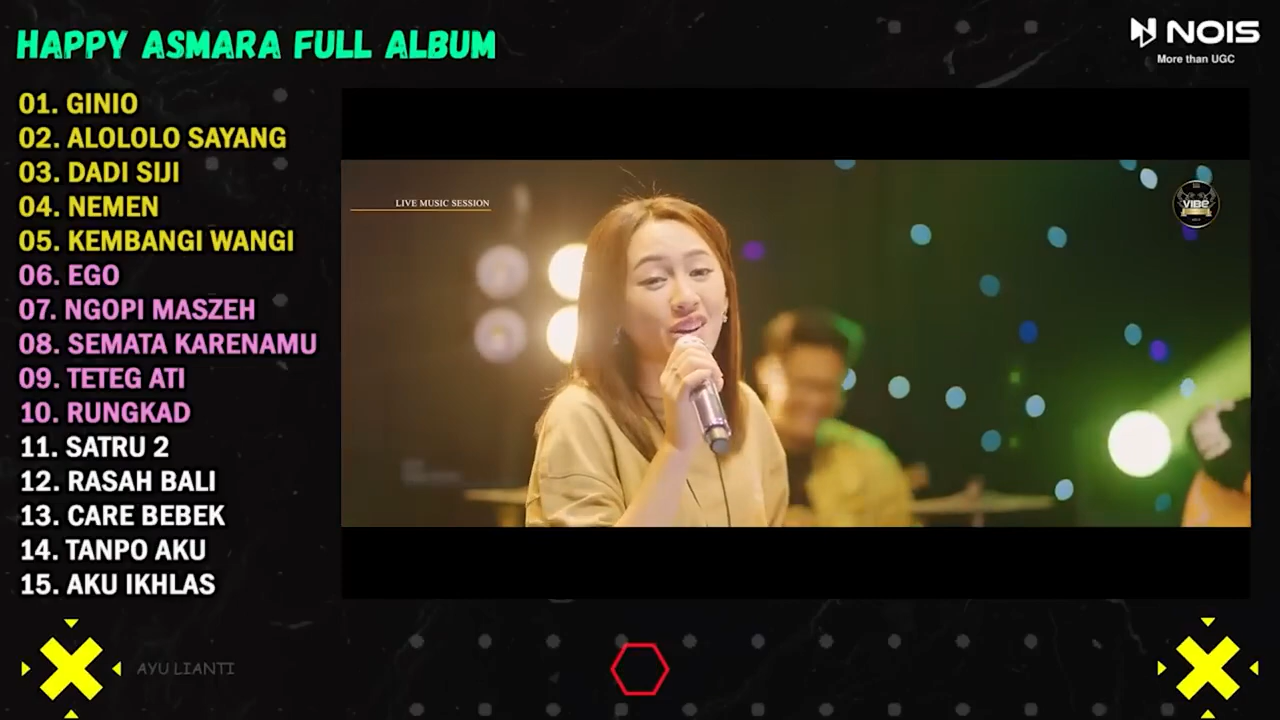 HAPPY ASMARA FULL ALBUM
NOIS
More than UGC
01. GINIO
02. ALOLOLO SAYANG
03. DADI SIJI
04. NEMEN
05. KEMBANGI WANGI
06. EGO
07. NGOPI MASZEH
08. SEMATA KARENAMU
09. TETEG ATI
10. RUNGKAD
11. SATRU 2
12. RASAH BALI
13. CARE BEBEK
14. TANPO AKU
15. AKU IKHLAS
LIVE MUSIC SESSION
VIBE
AYU LIANTI